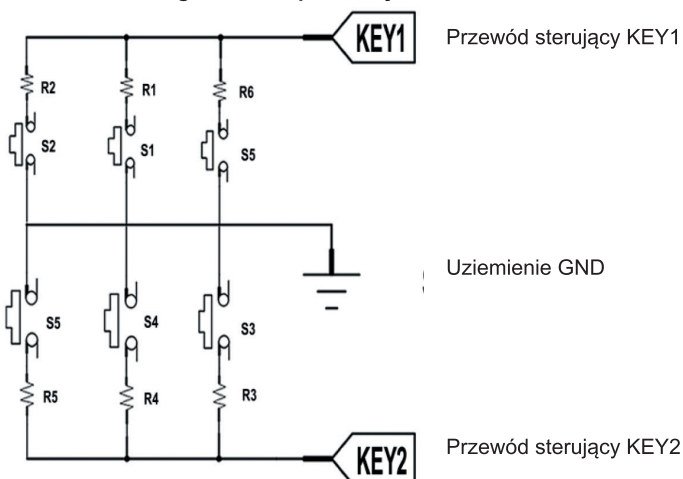 KEY1
Przewód sterujący KEY1
R2
R1
R6
S2
S1
S5
Uziemienie GND
S5
S4
S3
R5
R4
R3
KEY2
Przewód sterujący KEY2